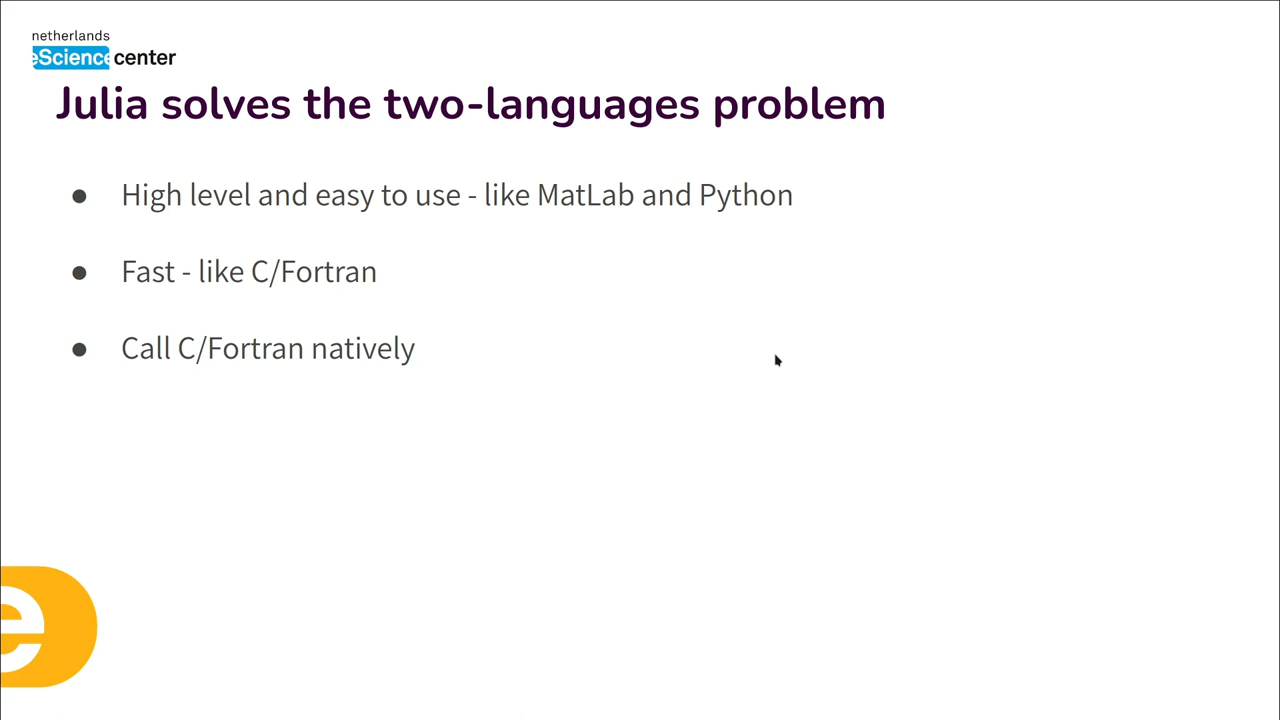 netherlands
eScience center
Julia solves the two-languages problem
● High level and easy to use - like MatLab and Python
● Fast - like C/Fortran
● Call C/Fortran natively
e